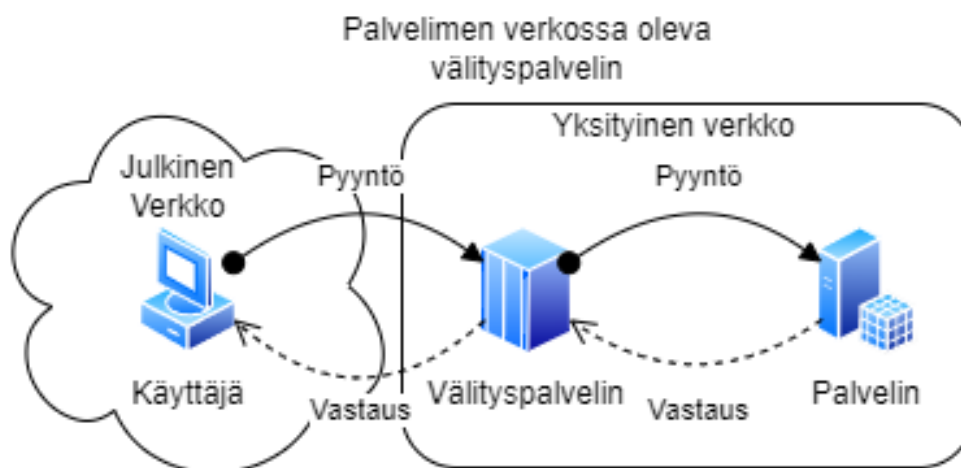 Palvelimen verkossa oleva
välityspalvelin
Yksityinen verkko
Julkinen
Verkko
Pyyntö
Pyyntö
Käyttäjä
Välityspalvelin
Palvelin
Vastaus
Vastaus